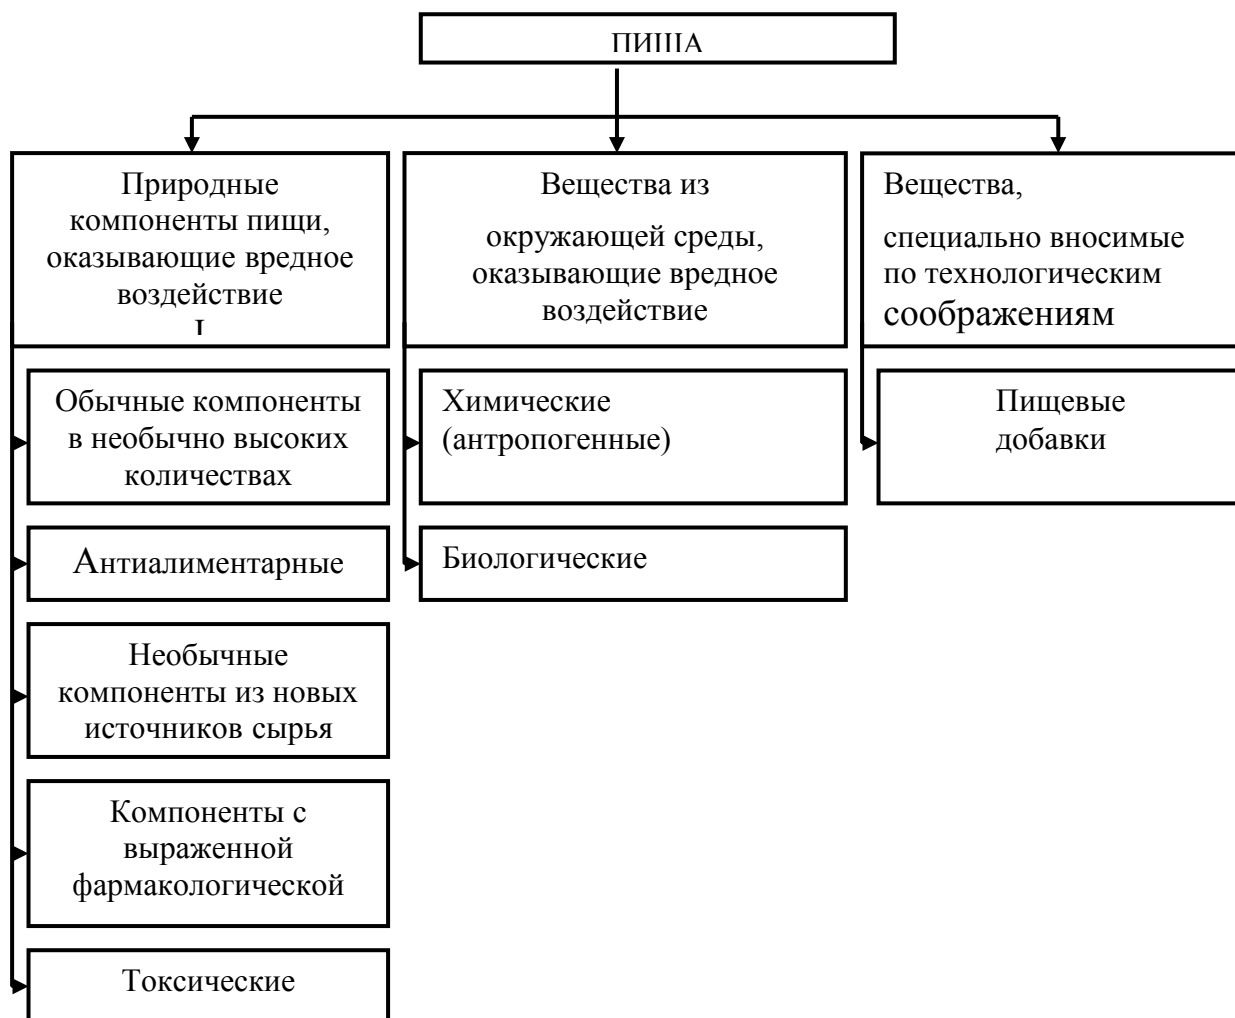 ПИЩА
Природные
компоненты пищи,
оказывающие вредное
воздействие
Вещества из
окружающей среды,
оказывающие вредное
воздействие
Вещества,
специально вносимые
по технологическим
соображениям
Обычные компоненты
в необычно высоких
количествах
Антиалиментарные
Необычные
компоненты из новых
источников сырья
Компоненты с
выраженной
фармакологической
Токсические
Химические
(антропогенные)
Биологические
Пищевые
добавки